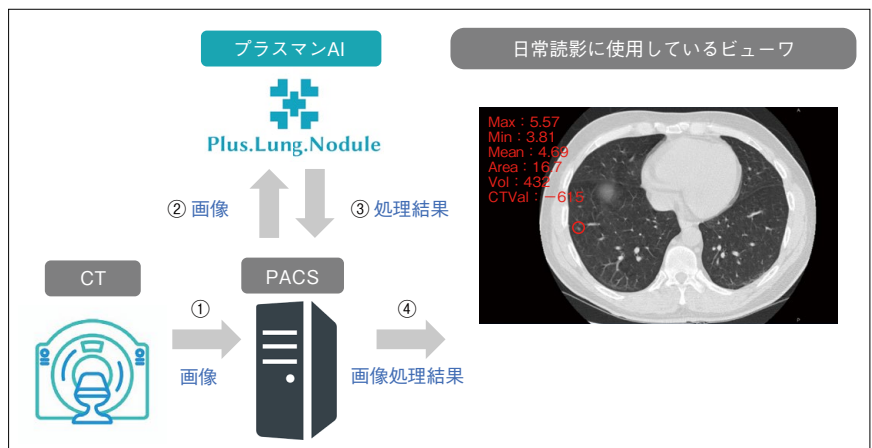 プラスマンAI
日常読影に使用しているビューワ
Plus.Lung.Nodule
Max：5.57
Min：3.81
Mean：4.69
Area：16.7
Vol：432
CTVal：－615
A
② 画像
③ 処理結果
CT
PACS
①
画像
④
画像処理結果
P